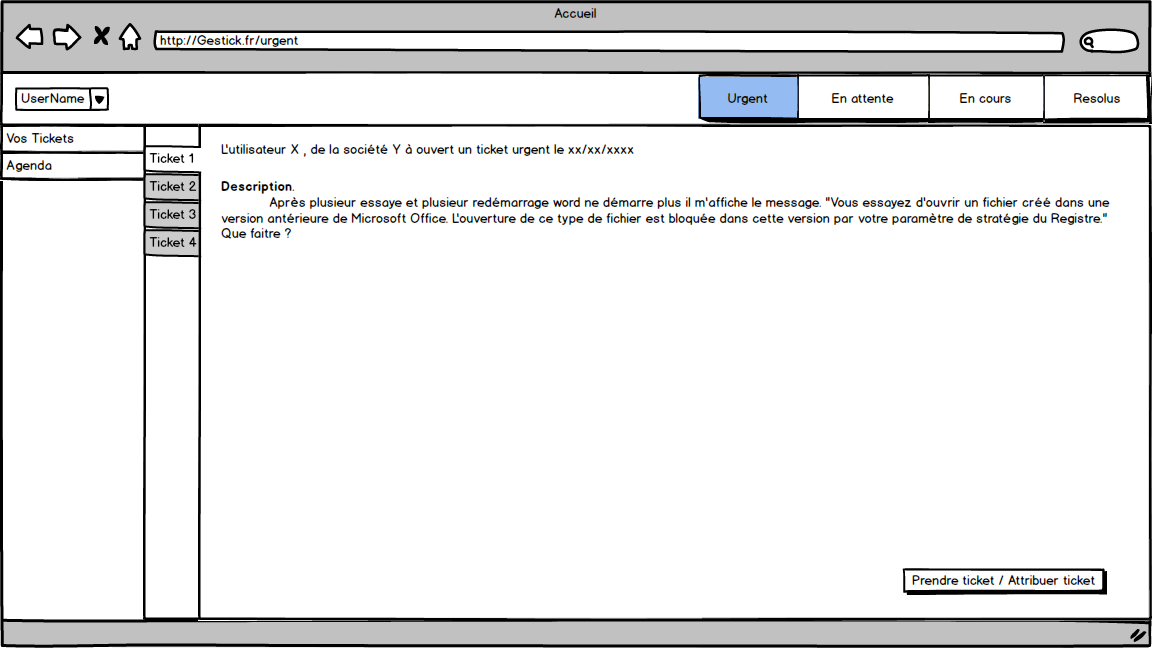 Accueil
http://Gestick.fr/urgent
UserName
Urgent
En attente
En cours
Resolus
Vos Tickets
Agenda
Ticket 1
Ticket 2
Ticket 3
Ticket 4
L'utilisateur X , de la société Y à ouvert un ticket urgent le xx/xx/xxxx
Description.
Après plusieur essaye et plusieur redémarrage word ne démarre plus il m'affiche le message. "Vous essayez d'ouvrir un fichier créé dans une
version antérieure de Microsoft Office. L'ouverture de ce type de fichier est bloquée dans cette version par votre paramètre de stratégie du Registre."
Que faitre ?
Prendre ticket / Attribuer ticket